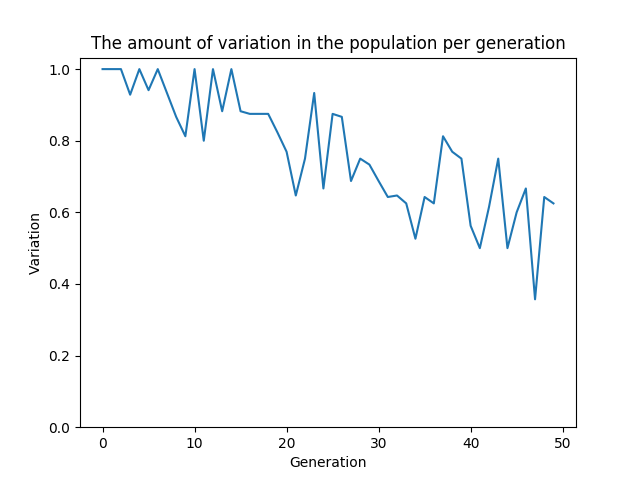 The amount of variation in the population per generation
1.0
0.8
0.6
0.4
0.2
0.0
Variation
0 10 20 30 40 50
Generation